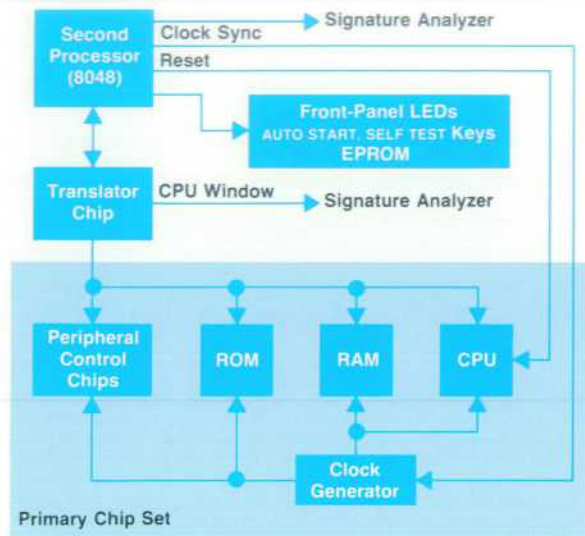 Second
Processor
(8048)
Signature Analyzer
Clock Sync
Reset
Front-Panel LEDs
AUTO START, SELF TEST Keys
EPROM
Translator
Chip
CPU Window
Signature Analyzer
Peripheral
Control
Chips
ROM
RAM
CPU
Clock
Generator
Primary Chip Set